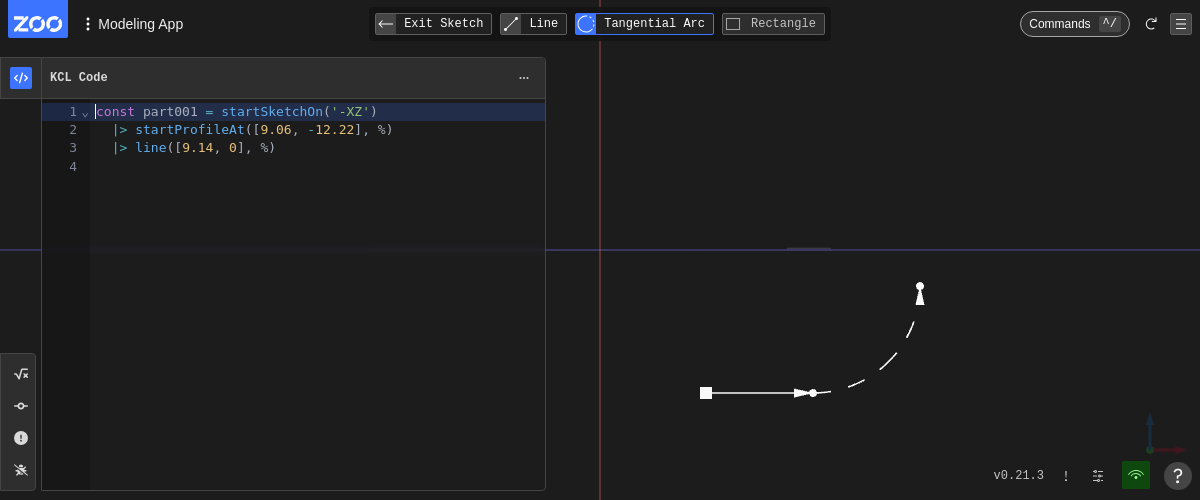 ZOO Modeling App Exit Sketch Line Tangential Arc Rectangle Commands ^/
KCL Code
1 const part001 = startSketchOn('-XZ')
2 |> startProfileAt([9.06, -12.22], %)
3 |> line([9.14, 0], %)
4
v0.21.3 ! ?